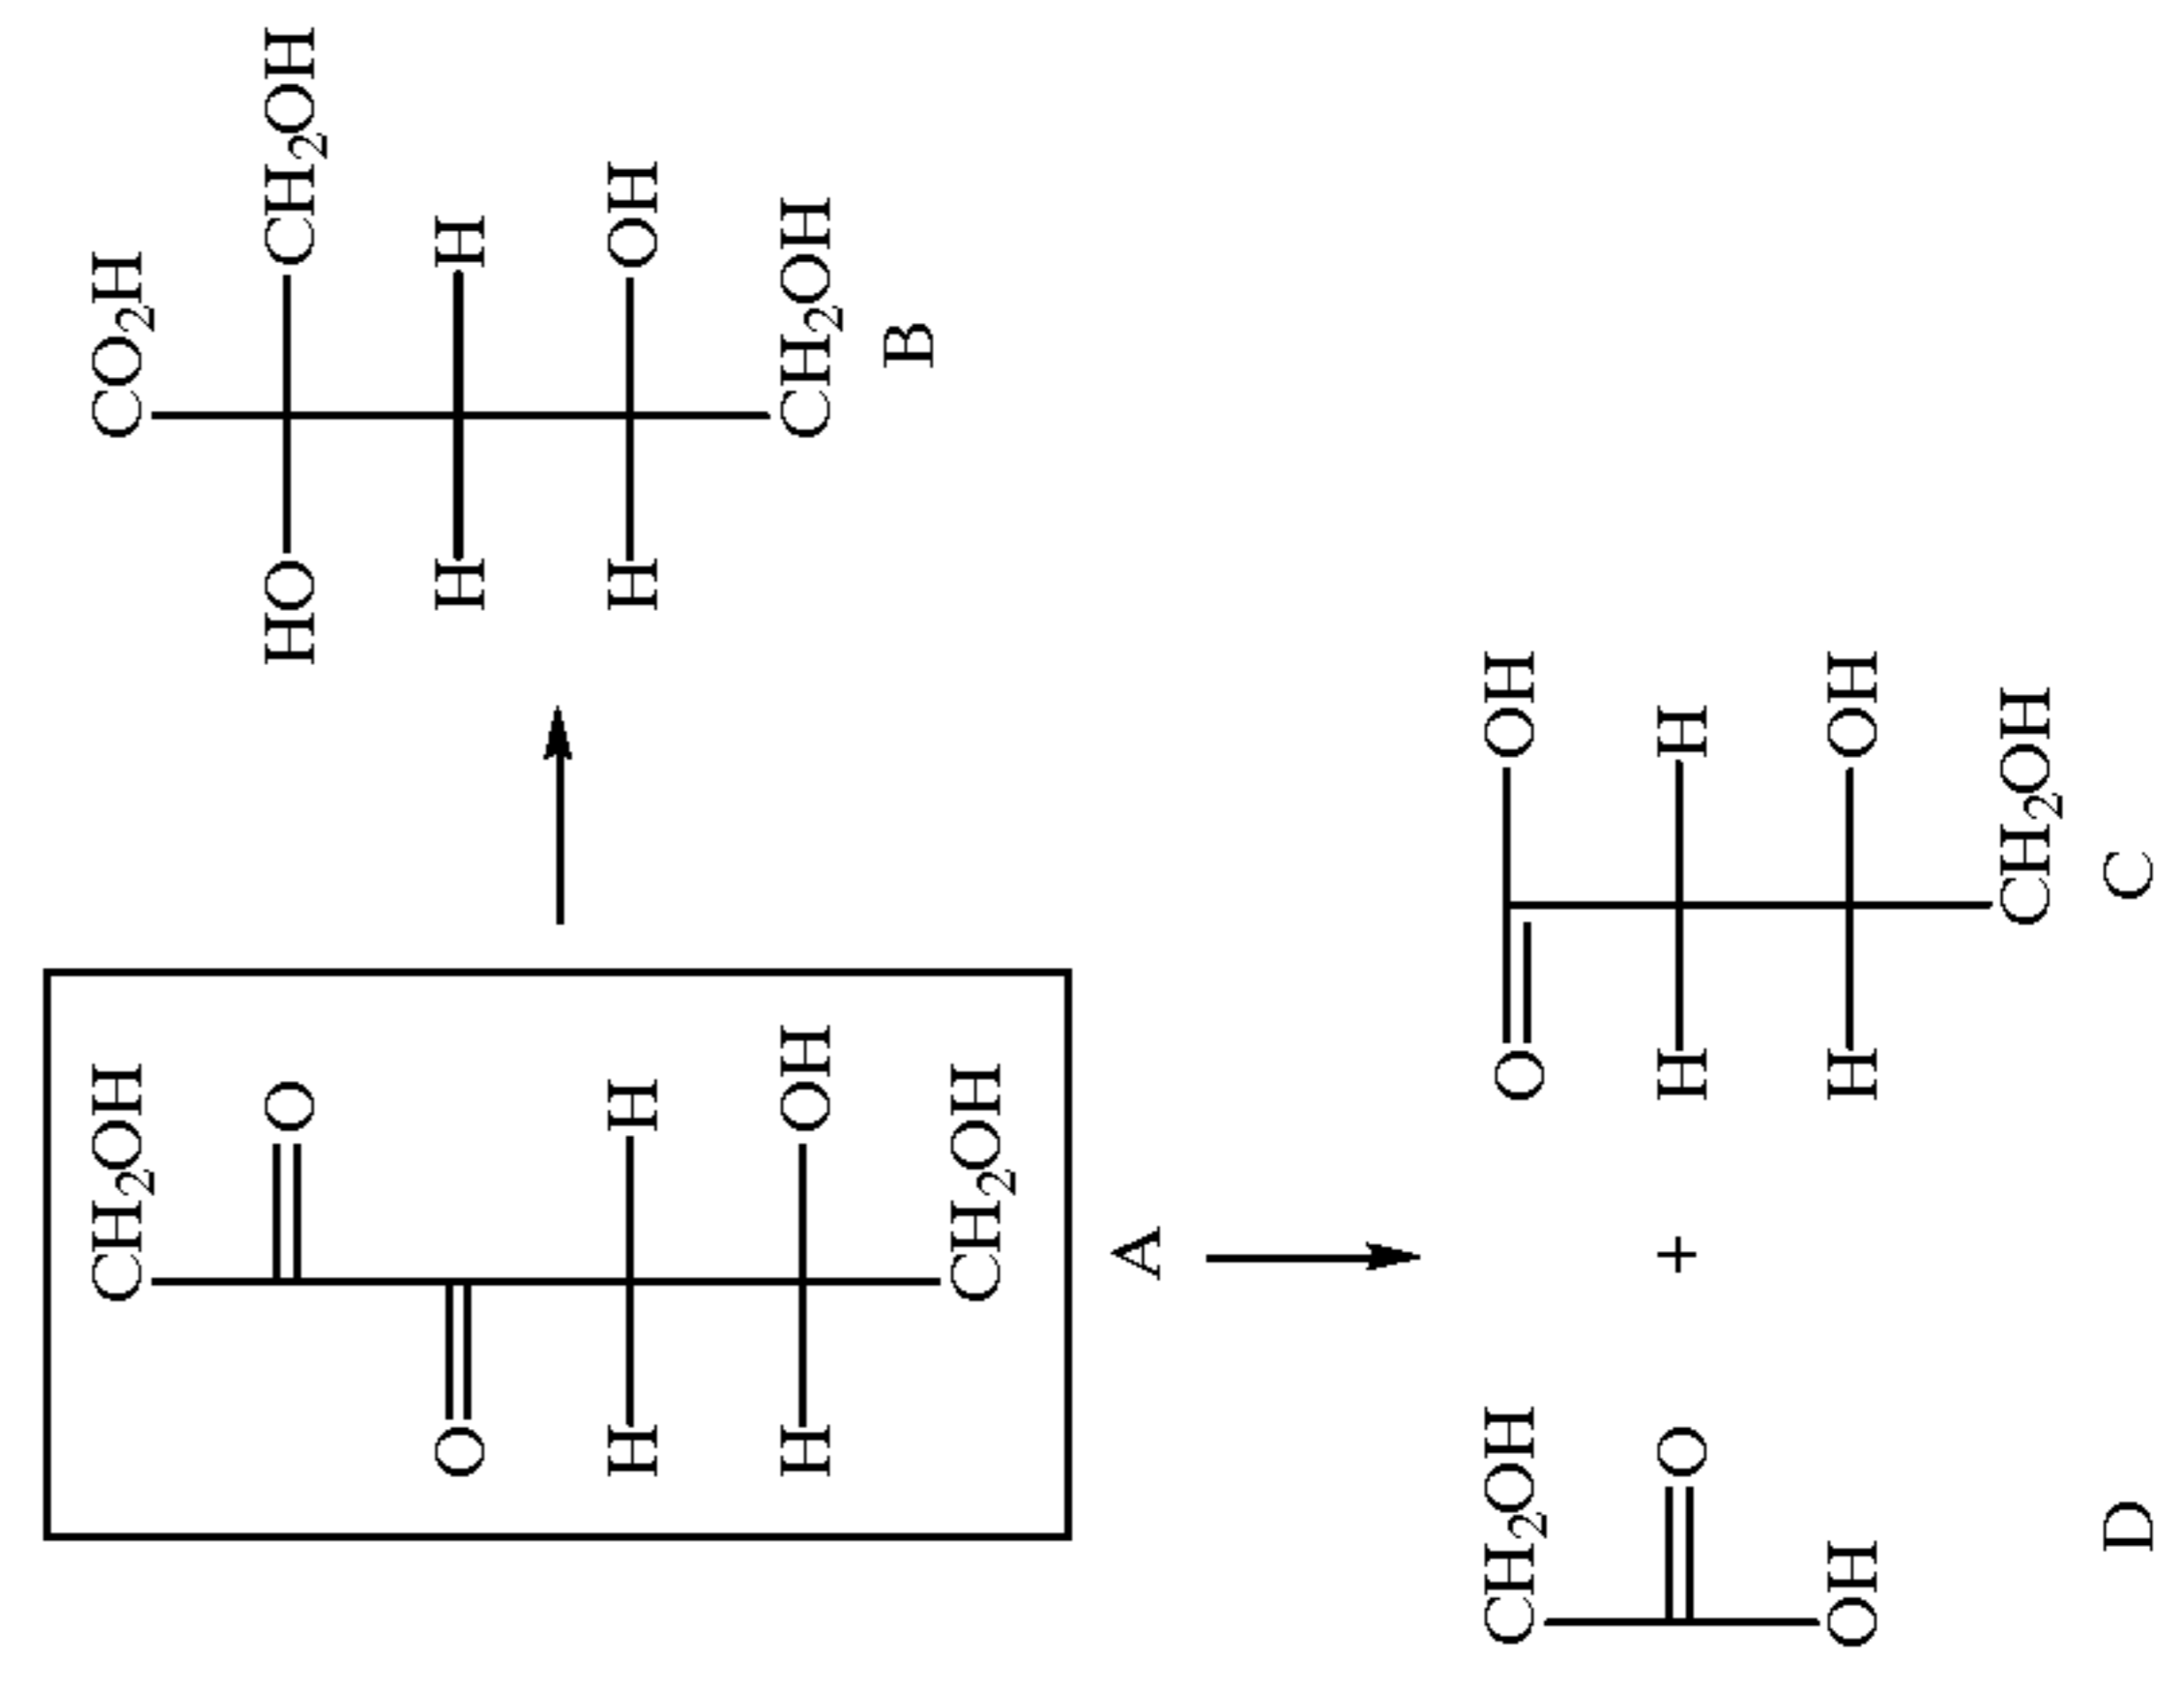 CH2OH CO2H
O HO CH2OH
O H H
H H H OH
H OH CH2OH
B
CH2OH
A
CH2OH O OH
O + H H
OH H OH
CH2OH
D C